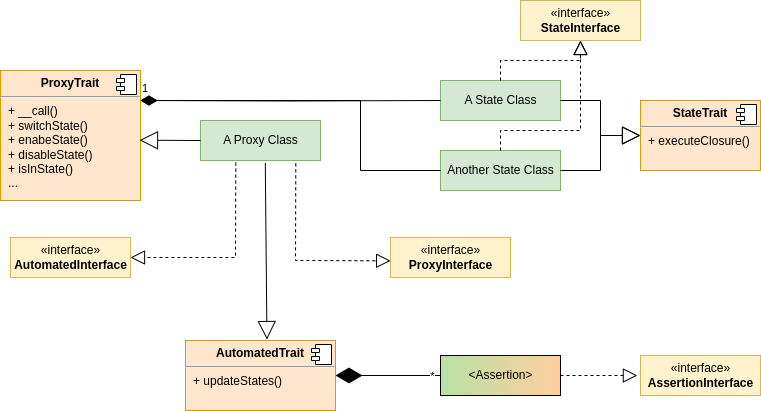 «interface»
StateInterface
ProxyTrait
+ __call()
+ switchState()
+ enabeState()
+ disableState()
+ isInState()
...
1
A State Class
StateTrait
+ executeClosure()
A Proxy Class
Another State Class
«interface»
AutomatedInterface
«interface»
ProxyInterface
AutomatedTrait
+ updateStates()
*
<Assertion>
«interface»
AssertionInterface